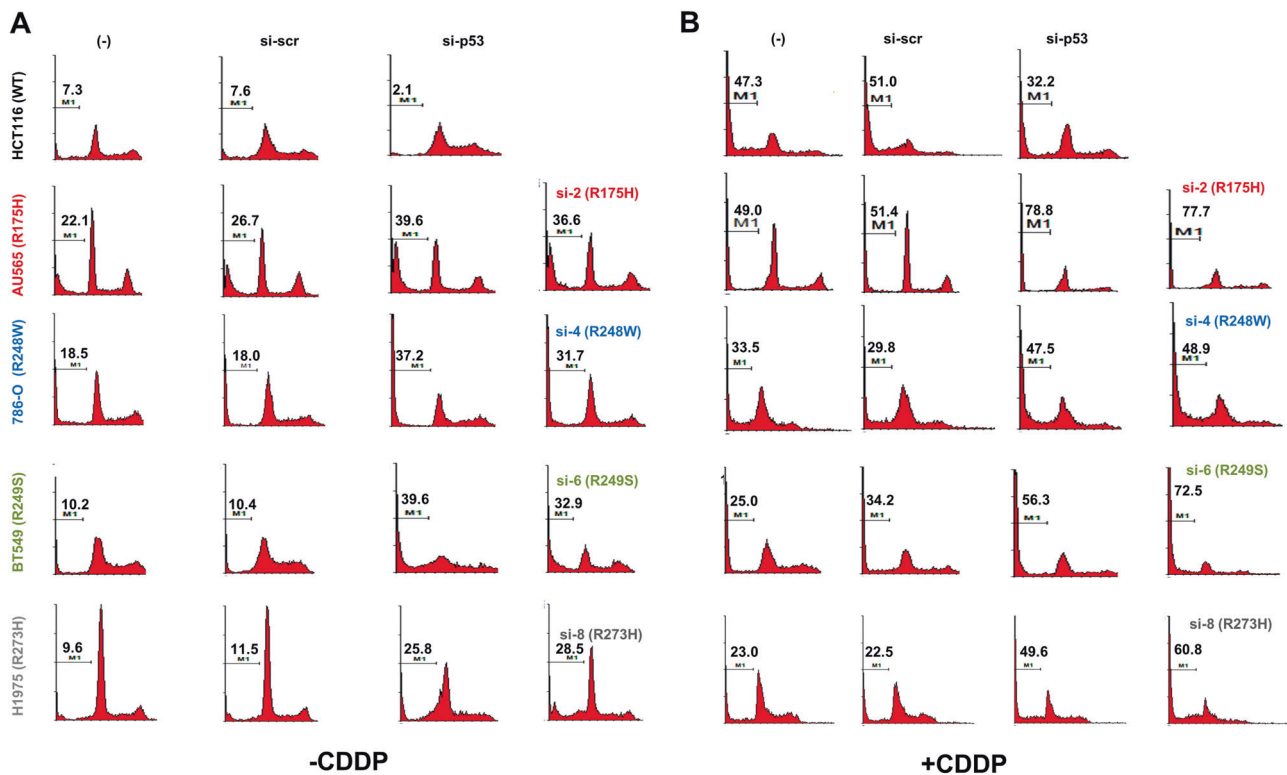 A
B
(-) si-scr si-p53
(-) si-scr si-p53
HCT116 (WT)
7.3 7.6 2.1
M1 M1 M1
47.3 51.0 32.2
M1 M1 M1
AU565 (R175H)
si-2 (R175H)
22.1 26.7 39.6 36.6
M1 M1 M1 M1
si-2 (R175H)
49.0 51.4 78.8 77.7
M1 M1 M1 M1
786-O (R248W)
si-4 (R248W)
18.5 18.0 37.2 31.7
M1 M1 M1 M1
si-4 (R248W)
33.5 29.8 47.5 48.9
M1 M1 M1 M1
BT549 (R249S)
si-6 (R249S)
10.2 10.4 39.6 32.9
M1 M1 M1 M1
si-6 (R249S)
25.0 34.2 56.3 72.5
M1 M1 M1 M1
H1975 (R273H)
si-8 (R273H)
9.6 11.5 25.8 28.5
M1 M1 M1 M1
si-8 (R273H)
23.0 22.5 49.6 60.8
M1 M1 M1 M1
-CDDP
+CDDP